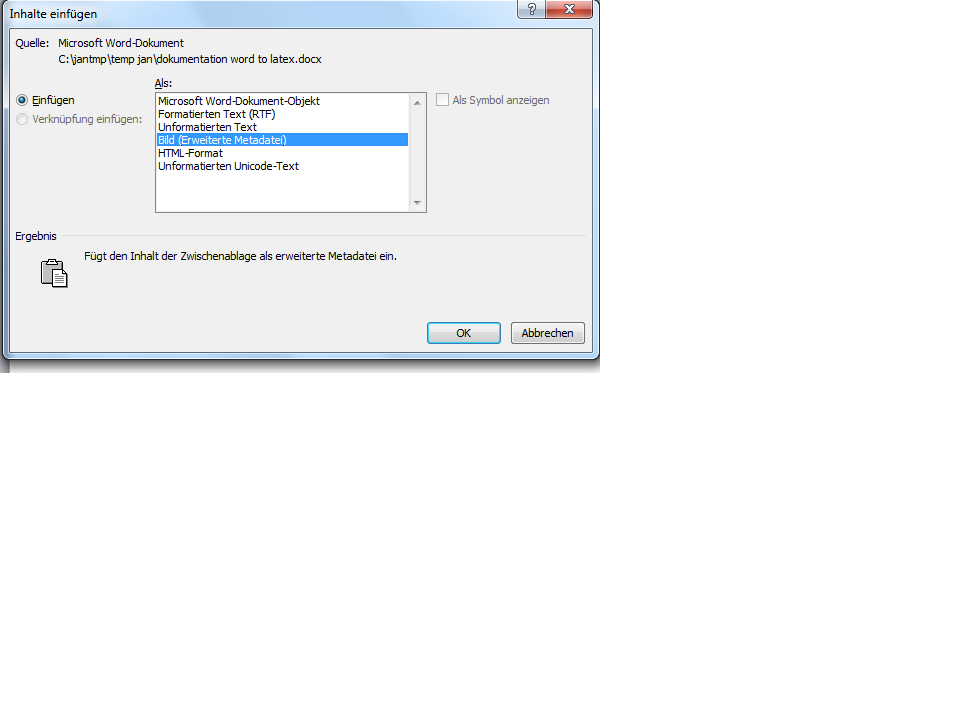 Inhalte einfügen
?
Quelle: Microsoft Word-Dokument
C:\jantmp\temp jan\dokumentation word to latex.docx
Als:
Einfügen
Verknüpfung einfügen:
Microsoft Word-Dokument-Objekt
Formatierten Text (RTF)
Unformatierten Text
Bild (Erweiterte Metadatei)
HTML-Format
Unformatierten Unicode-Text
Als Symbol anzeigen
Ergebnis
Fügt den Inhalt der Zwischenablage als erweiterte Metadatei ein.
OK
Abbrechen